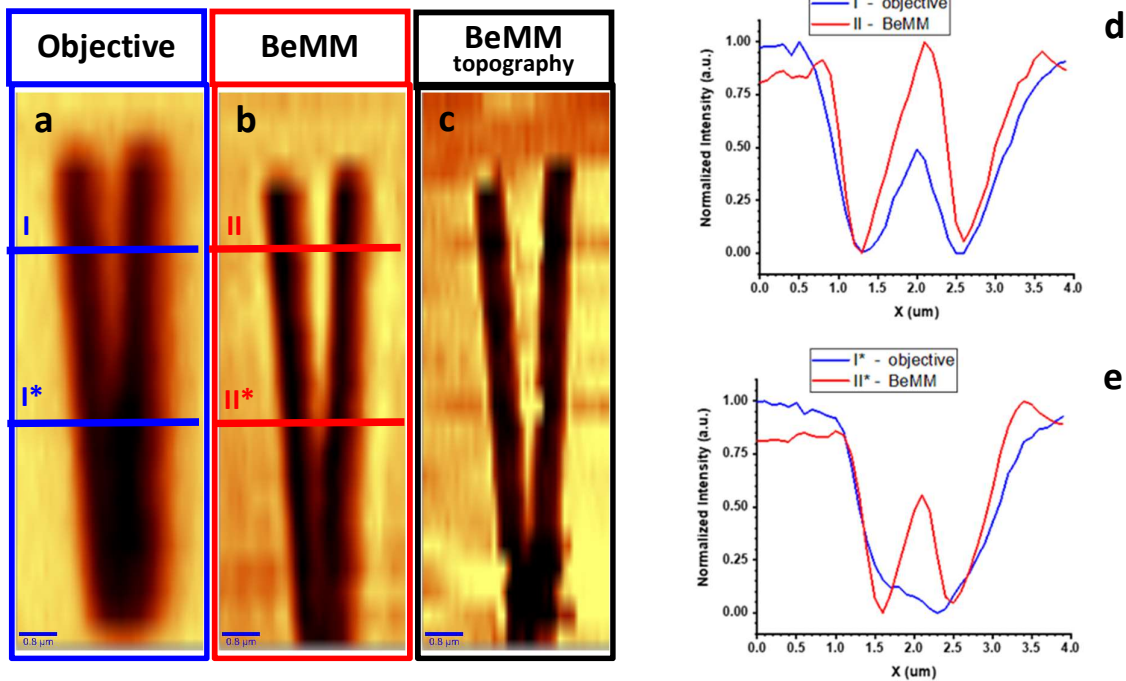 Objective
BeMM
BeMM
topography
a
b
c
I
II
I*
II*
0.8 μm
0.8 μm
0.8 μm
I - objective
II - BeMM
d
1.00
0.75
0.50
0.25
0.00
Normalized Intensity (a.u.)
0.0 0.5 1.0 1.5 2.0 2.5 3.0 3.5 4.0
X (um)
I* - objective
II* - BeMM
e
1.00
0.75
0.50
0.25
0.00
Normalized Intensity (a.u.)
0.0 0.5 1.0 1.5 2.0 2.5 3.0 3.5 4.0
X (um)